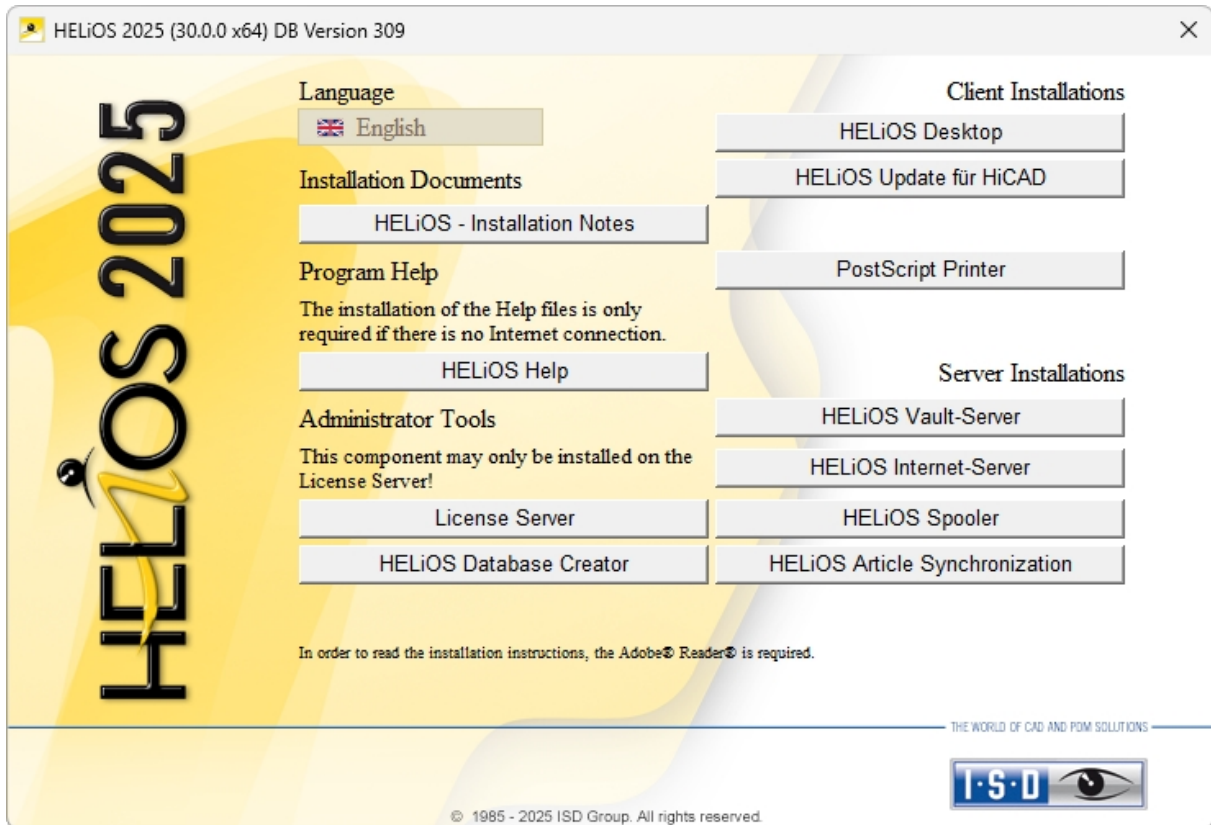 HELiOS 2025 (30.0.0 x64) DB Version 309
HELiOS 2025
Language
English
Installation Documents
HELiOS - Installation Notes
Program Help
The installation of the Help files is only
required if there is no Internet connection.
HELiOS Help
Administrator Tools
This component may only be installed on the
License Server!
License Server
HELiOS Database Creator
Client Installations
HELiOS Desktop
HELiOS Update für HiCAD
PostScript Printer
Server Installations
HELiOS Vault-Server
HELiOS Internet-Server
HELiOS Spooler
HELiOS Article Synchronization
In order to read the installation instructions, the Adobe® Reader® is required.
THE WORLD OF CAD AND PDM SOLUTIONS
I·S·D
© 1985 - 2025 ISD Group. All rights reserved.